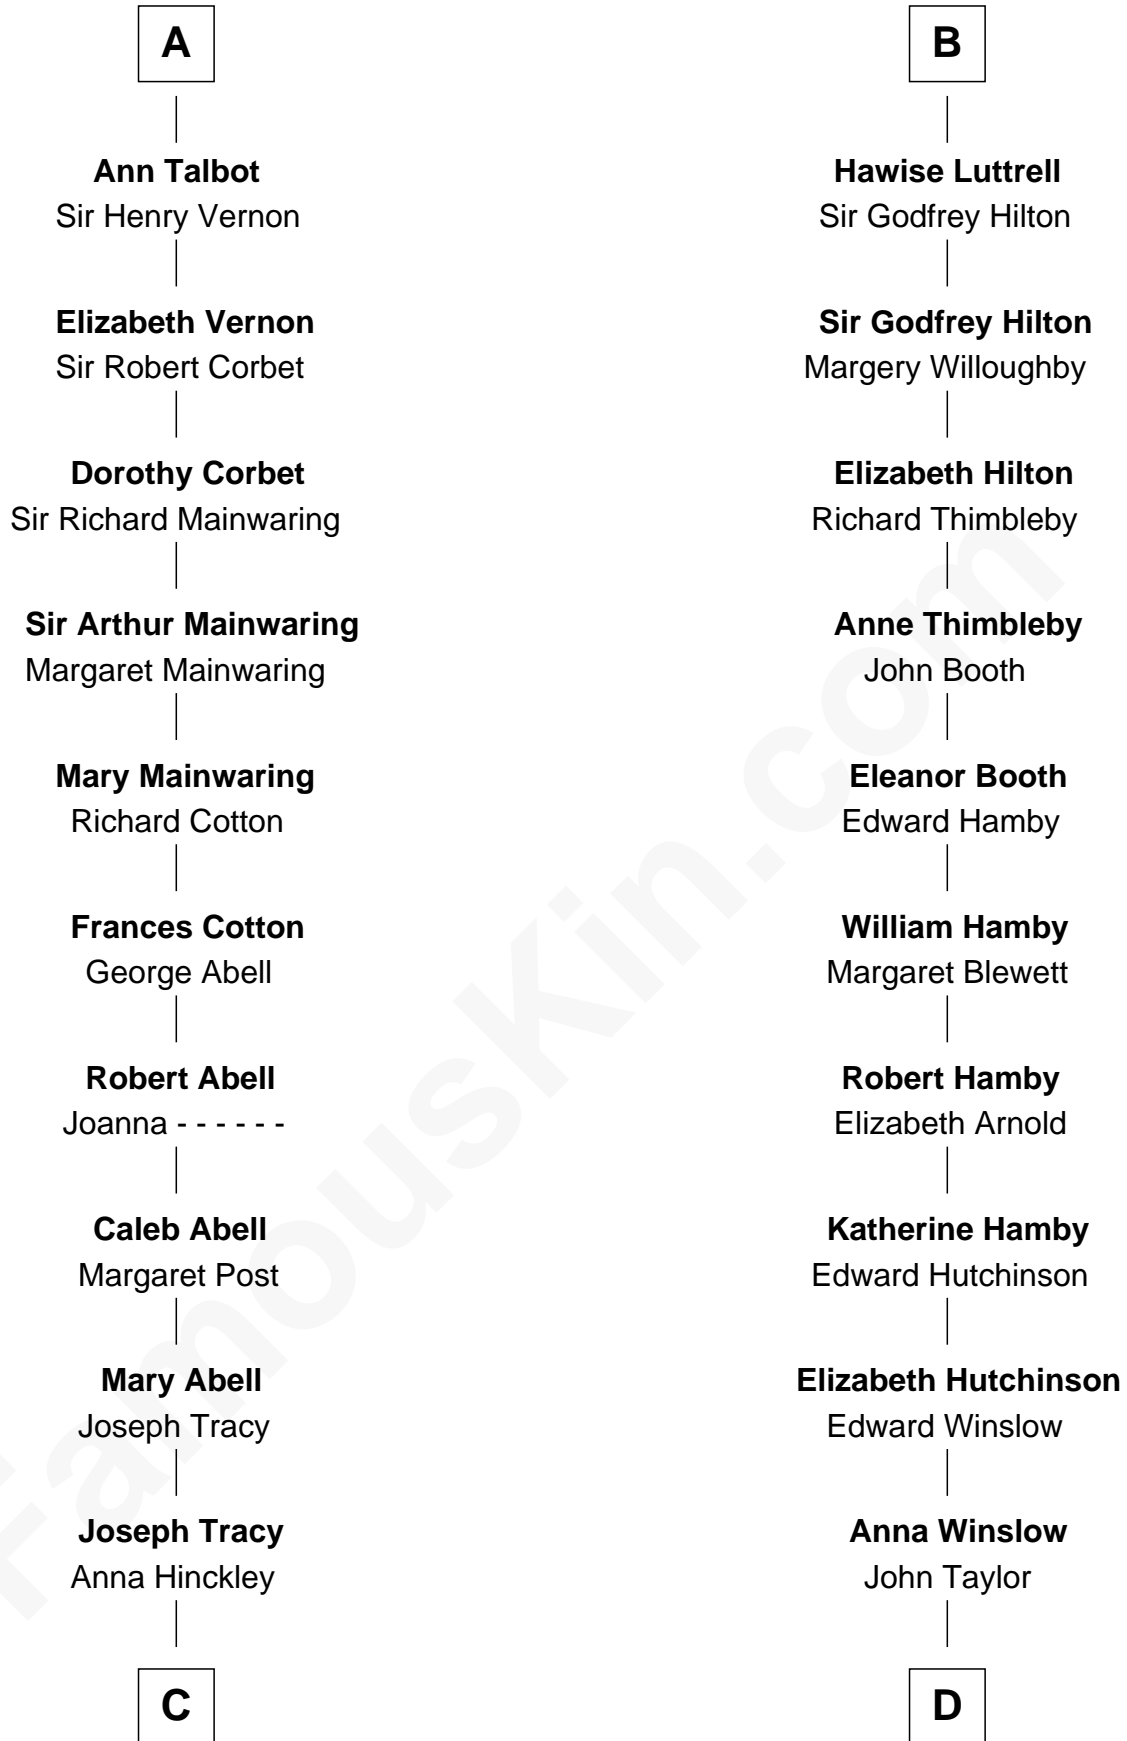 A
Ann Talbot
Sir Henry Vernon
Elizabeth Vernon
Sir Robert Corbet
Dorothy Corbet
Sir Richard Mainwaring
Sir Arthur Mainwaring
Margaret Mainwaring
Mary Mainwaring
Richard Cotton
Frances Cotton
George Abell
Robert Abell
Joanna - - - - - -
Caleb Abell
Margaret Post
Mary Abell
Joseph Tracy
Joseph Tracy
Anna Hinckley
C
B
Hawise Luttrell
Sir Godfrey Hilton
Sir Godfrey Hilton
Margery Willoughby
Elizabeth Hilton
Richard Thimbleby
Anne Thimbleby
John Booth
Eleanor Booth
Edward Hamby
William Hamby
Margaret Blewett
Robert Hamby
Elizabeth Arnold
Katherine Hamby
Edward Hutchinson
Elizabeth Hutchinson
Edward Winslow
Anna Winslow
John Taylor
D
FamousKin.com